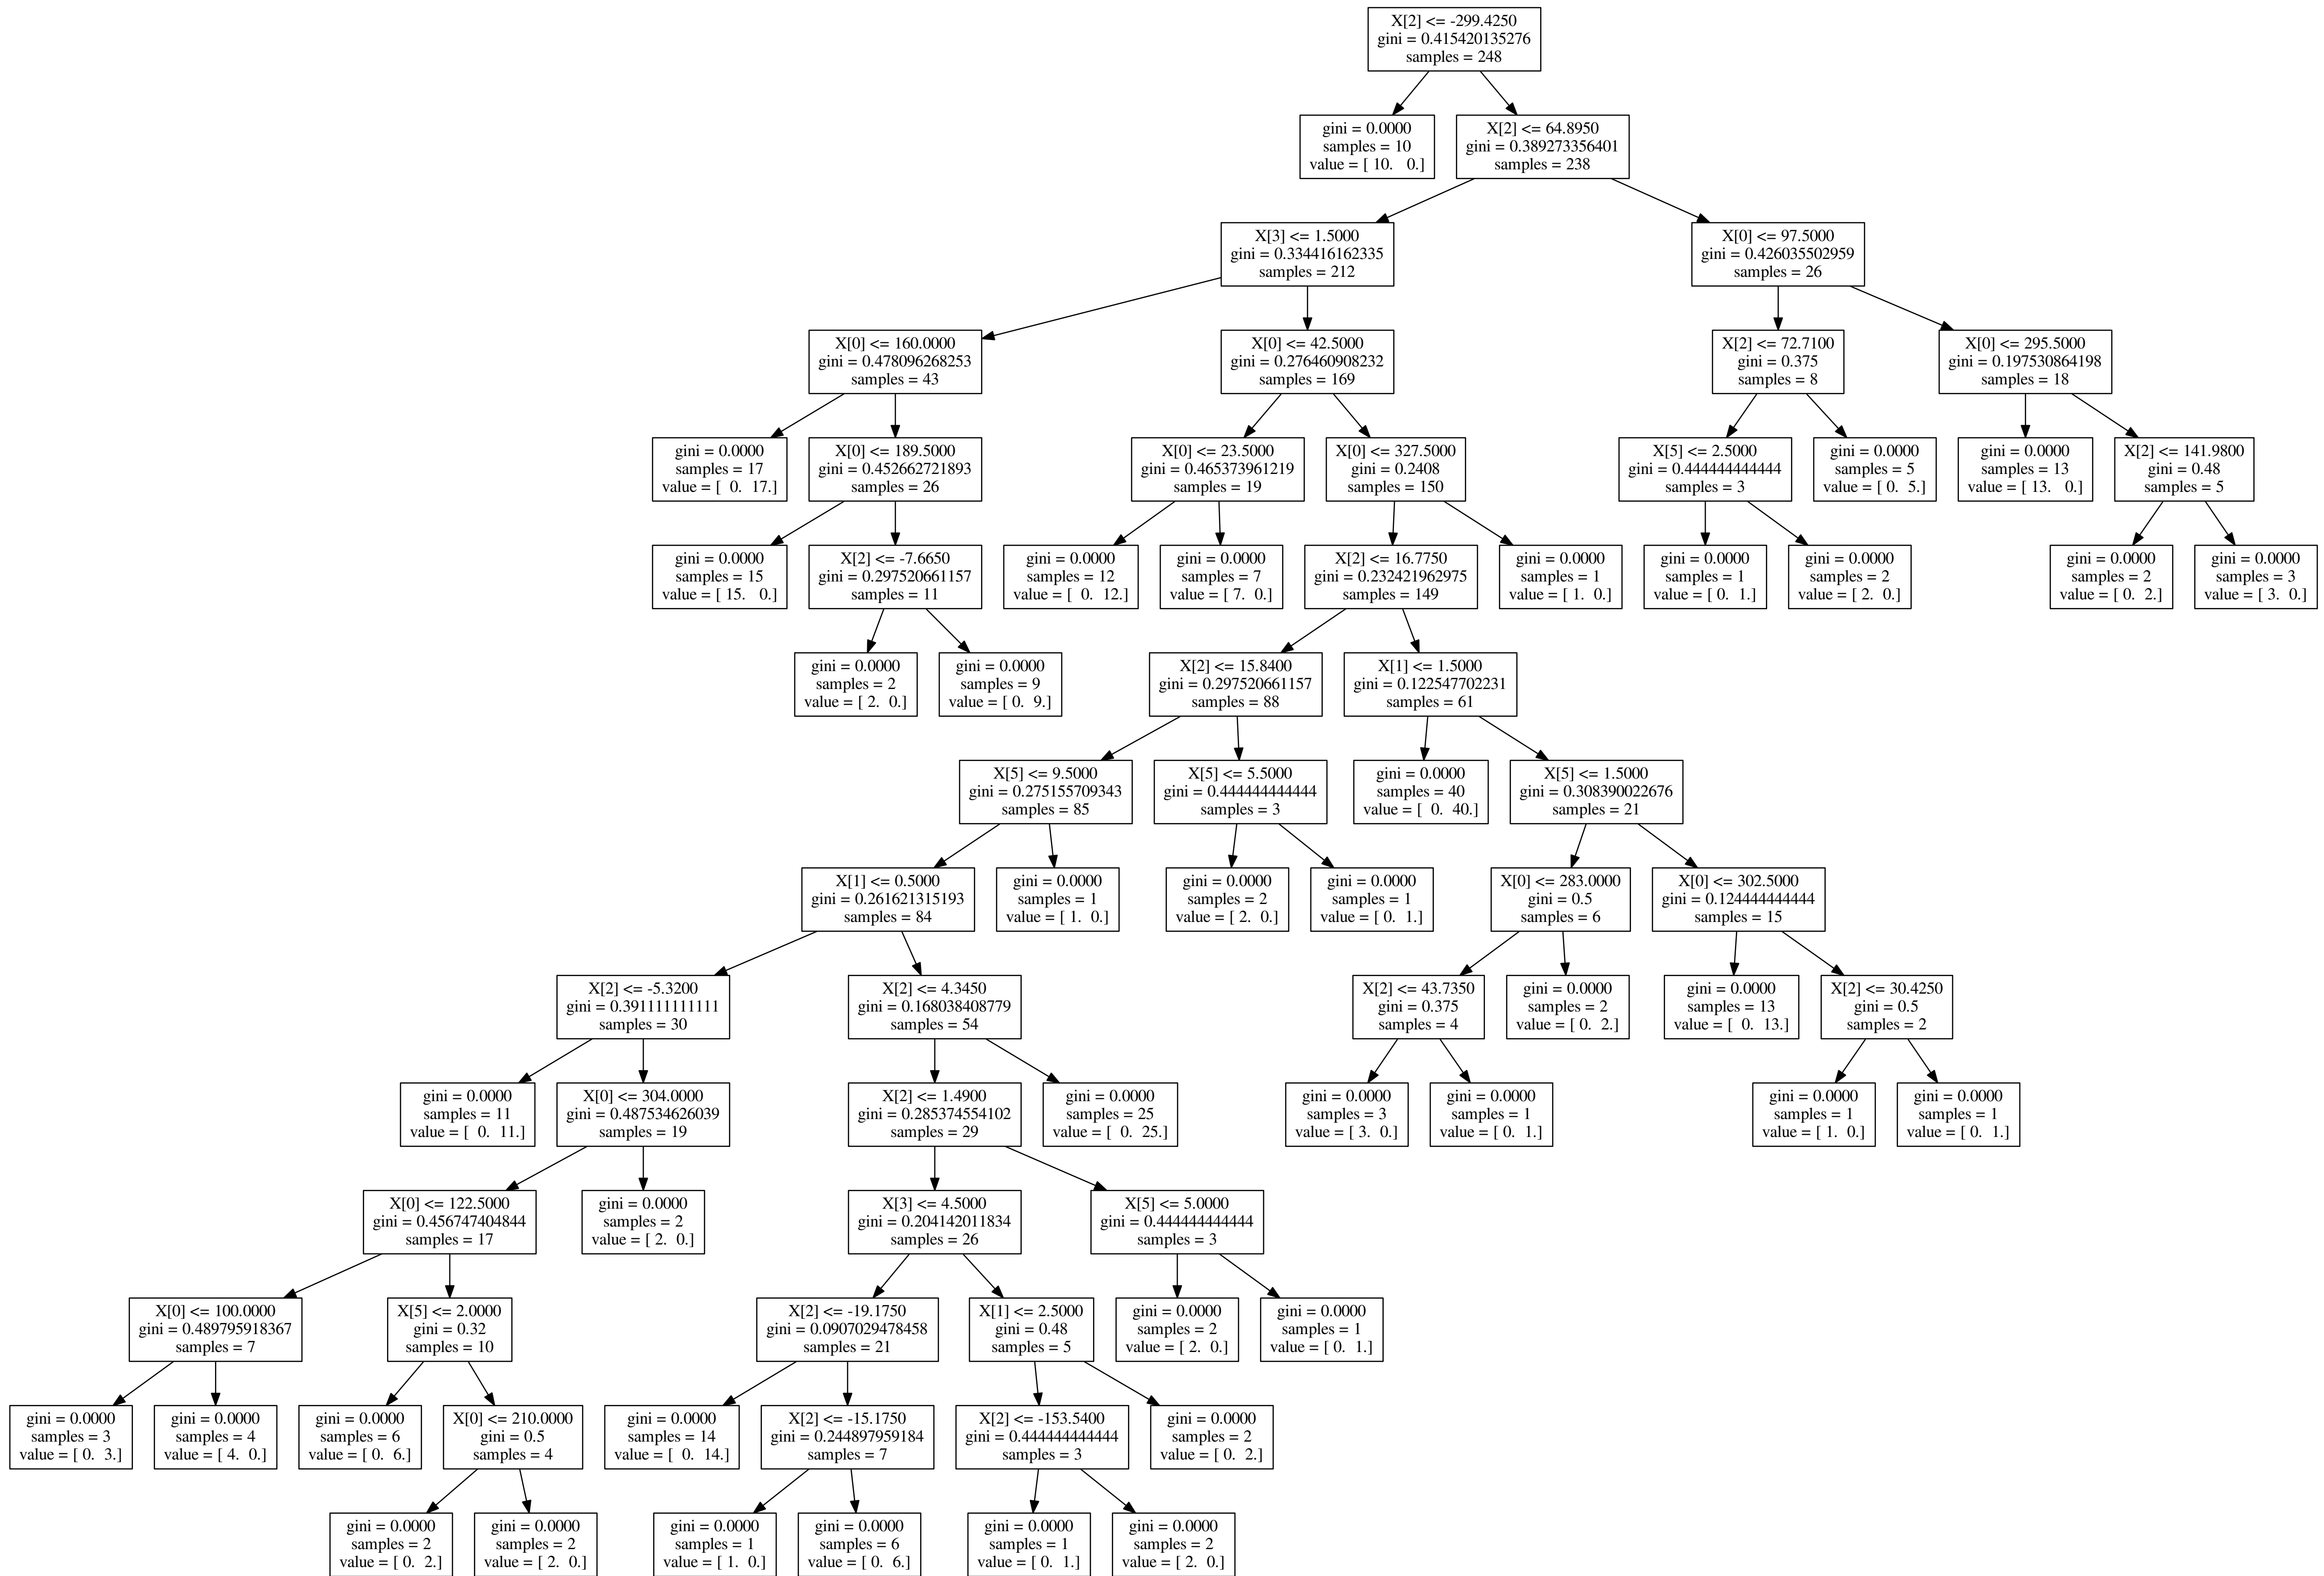 X[2] <= -299.4250
gini = 0.415420135276
samples = 248
gini = 0.0000
samples = 10
value = [ 10.   0.]
X[2] <= 64.8950
gini = 0.389273356401
samples = 238
X[3] <= 1.5000
gini = 0.334416162335
samples = 212
X[0] <= 97.5000
gini = 0.426035502959
samples = 26
X[0] <= 160.0000
gini = 0.478096268253
samples = 43
X[0] <= 42.5000
gini = 0.276460908232
samples = 169
X[2] <= 72.7100
gini = 0.375
samples = 8
X[0] <= 295.5000
gini = 0.197530864198
samples = 18
gini = 0.0000
samples = 17
value = [  0.  17.]
X[0] <= 189.5000
gini = 0.452662721893
samples = 26
X[0] <= 23.5000
gini = 0.465373961219
samples = 19
X[0] <= 327.5000
gini = 0.2408
samples = 150
X[5] <= 2.5000
gini = 0.444444444444
samples = 3
gini = 0.0000
samples = 5
value = [ 0.  5.]
gini = 0.0000
samples = 13
value = [ 13.   0.]
X[2] <= 141.9800
gini = 0.48
samples = 5
gini = 0.0000
samples = 15
value = [ 15.   0.]
X[2] <= -7.6650
gini = 0.297520661157
samples = 11
gini = 0.0000
samples = 12
value = [  0.  12.]
gini = 0.0000
samples = 7
value = [ 7.  0.]
X[2] <= 16.7750
gini = 0.232421962975
samples = 149
gini = 0.0000
samples = 1
value = [ 1.  0.]
gini = 0.0000
samples = 1
value = [ 0.  1.]
gini = 0.0000
samples = 2
value = [ 2.  0.]
gini = 0.0000
samples = 2
value = [ 0.  2.]
gini = 0.0000
samples = 3
value = [ 3.  0.]
gini = 0.0000
samples = 2
value = [ 2.  0.]
gini = 0.0000
samples = 9
value = [ 0.  9.]
X[2] <= 15.8400
gini = 0.297520661157
samples = 88
X[1] <= 1.5000
gini = 0.122547702231
samples = 61
X[5] <= 9.5000
gini = 0.275155709343
samples = 85
X[5] <= 5.5000
gini = 0.444444444444
samples = 3
gini = 0.0000
samples = 40
value = [  0.  40.]
X[5] <= 1.5000
gini = 0.308390022676
samples = 21
X[1] <= 0.5000
gini = 0.261621315193
samples = 84
gini = 0.0000
samples = 1
value = [ 1.  0.]
gini = 0.0000
samples = 2
value = [ 2.  0.]
gini = 0.0000
samples = 1
value = [ 0.  1.]
X[0] <= 283.0000
gini = 0.5
samples = 6
X[0] <= 302.5000
gini = 0.124444444444
samples = 15
X[2] <= -5.3200
gini = 0.391111111111
samples = 30
X[2] <= 4.3450
gini = 0.168038408779
samples = 54
X[2] <= 43.7350
gini = 0.375
samples = 4
gini = 0.0000
samples = 2
value = [ 0.  2.]
gini = 0.0000
samples = 13
value = [  0.  13.]
X[2] <= 30.4250
gini = 0.5
samples = 2
gini = 0.0000
samples = 11
value = [  0.  11.]
X[0] <= 304.0000
gini = 0.487534626039
samples = 19
X[2] <= 1.4900
gini = 0.285374554102
samples = 29
gini = 0.0000
samples = 25
value = [  0.  25.]
gini = 0.0000
samples = 3
value = [ 3.  0.]
gini = 0.0000
samples = 1
value = [ 0.  1.]
gini = 0.0000
samples = 1
value = [ 1.  0.]
gini = 0.0000
samples = 1
value = [ 0.  1.]
X[0] <= 122.5000
gini = 0.456747404844
samples = 17
gini = 0.0000
samples = 2
value = [ 2.  0.]
X[3] <= 4.5000
gini = 0.204142011834
samples = 26
X[5] <= 5.0000
gini = 0.444444444444
samples = 3
X[0] <= 100.0000
gini = 0.489795918367
samples = 7
X[5] <= 2.0000
gini = 0.32
samples = 10
X[2] <= -19.1750
gini = 0.0907029478458
samples = 21
X[1] <= 2.5000
gini = 0.48
samples = 5
gini = 0.0000
samples = 2
value = [ 2.  0.]
gini = 0.0000
samples = 1
value = [ 0.  1.]
gini = 0.0000
samples = 3
value = [ 0.  3.]
gini = 0.0000
samples = 4
value = [ 4.  0.]
gini = 0.0000
samples = 6
value = [ 0.  6.]
X[0] <= 210.0000
gini = 0.5
samples = 4
gini = 0.0000
samples = 14
value = [  0.  14.]
X[2] <= -15.1750
gini = 0.244897959184
samples = 7
X[2] <= -153.5400
gini = 0.444444444444
samples = 3
gini = 0.0000
samples = 2
value = [ 0.  2.]
gini = 0.0000
samples = 2
value = [ 0.  2.]
gini = 0.0000
samples = 2
value = [ 2.  0.]
gini = 0.0000
samples = 1
value = [ 1.  0.]
gini = 0.0000
samples = 6
value = [ 0.  6.]
gini = 0.0000
samples = 1
value = [ 0.  1.]
gini = 0.0000
samples = 2
value = [ 2.  0.]